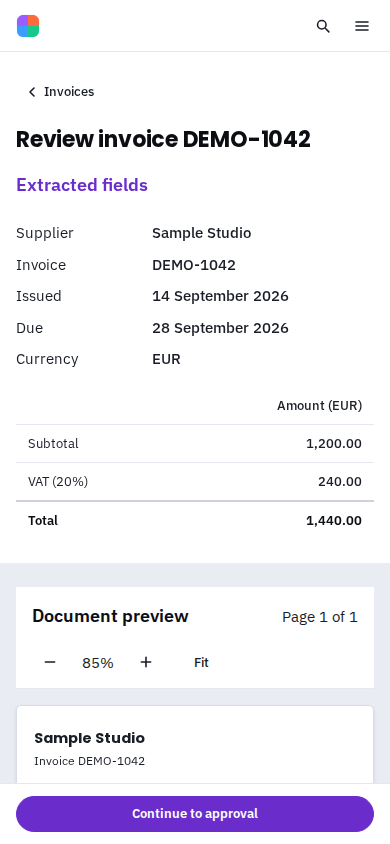 Invoices
Review invoice DEMO-1042
Extracted fields
Supplier Sample Studio
Invoice DEMO-1042
Issued 14 September 2026
Due 28 September 2026
Currency EUR
Amount (EUR)
Subtotal 1,200.00
VAT (20%) 240.00
Total 1,440.00
Document preview Page 1 of 1
85% Fit
Sample Studio
Invoice DEMO-1042
Continue to approval